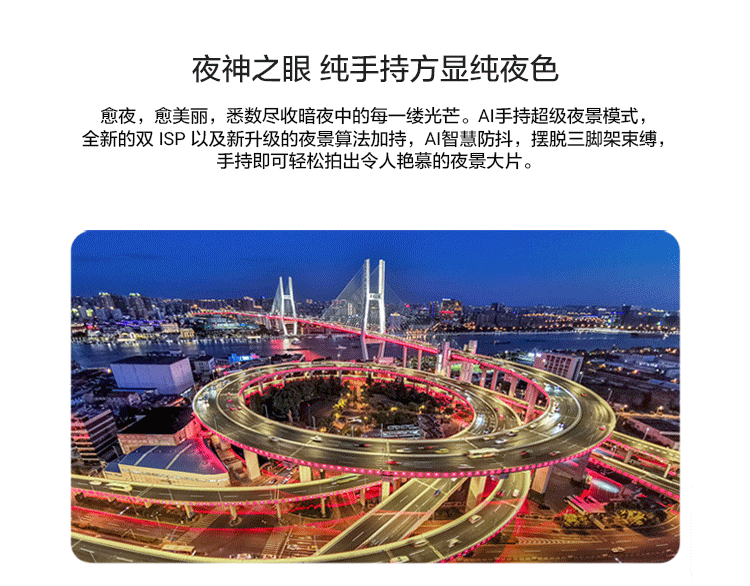 夜神之眼 纯手持方显纯夜色
愈夜，愈美丽，悉数尽收暗夜中的每一缕光芒。AI手持超级夜景模式，
全新的双 ISP 以及新升级的夜景算法加持，AI智慧防抖，摆脱三脚架束缚，
手持即可轻松拍出令人艳慕的夜景大片。